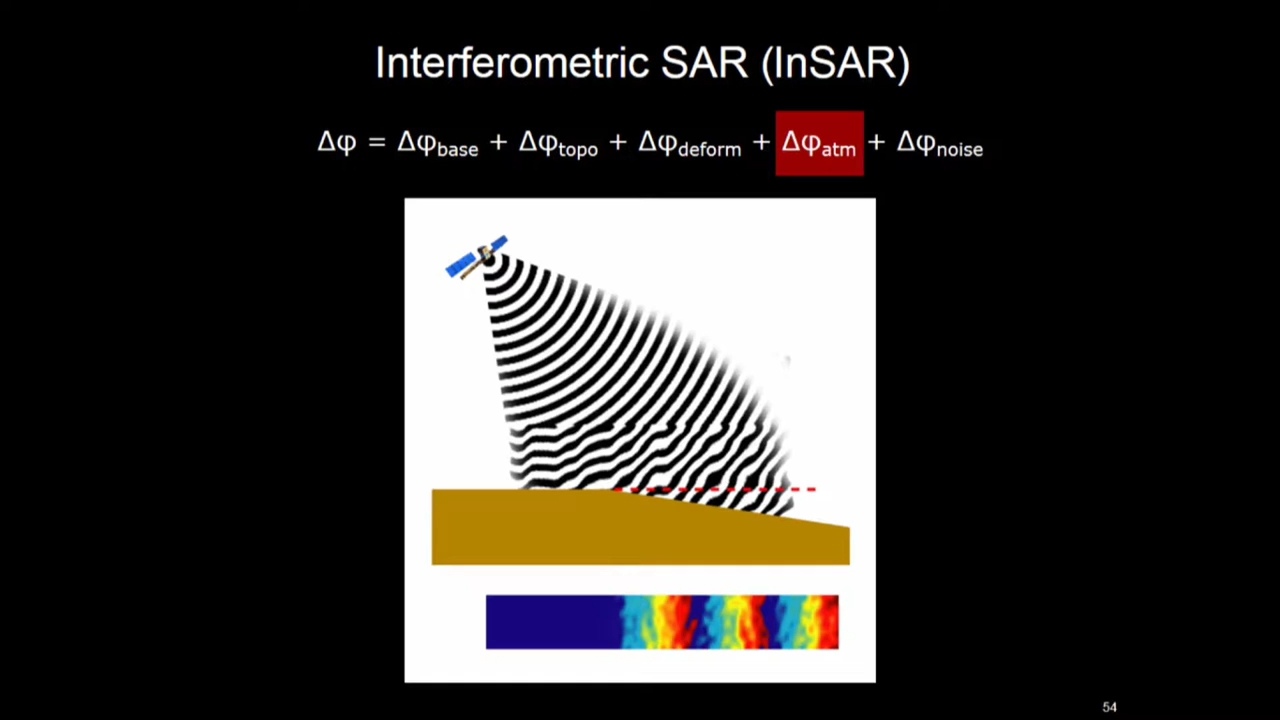 Interferometric SAR (InSAR)
Δφ = Δφbase + Δφtopo + Δφdeform + Δφatm + Δφnoise
54